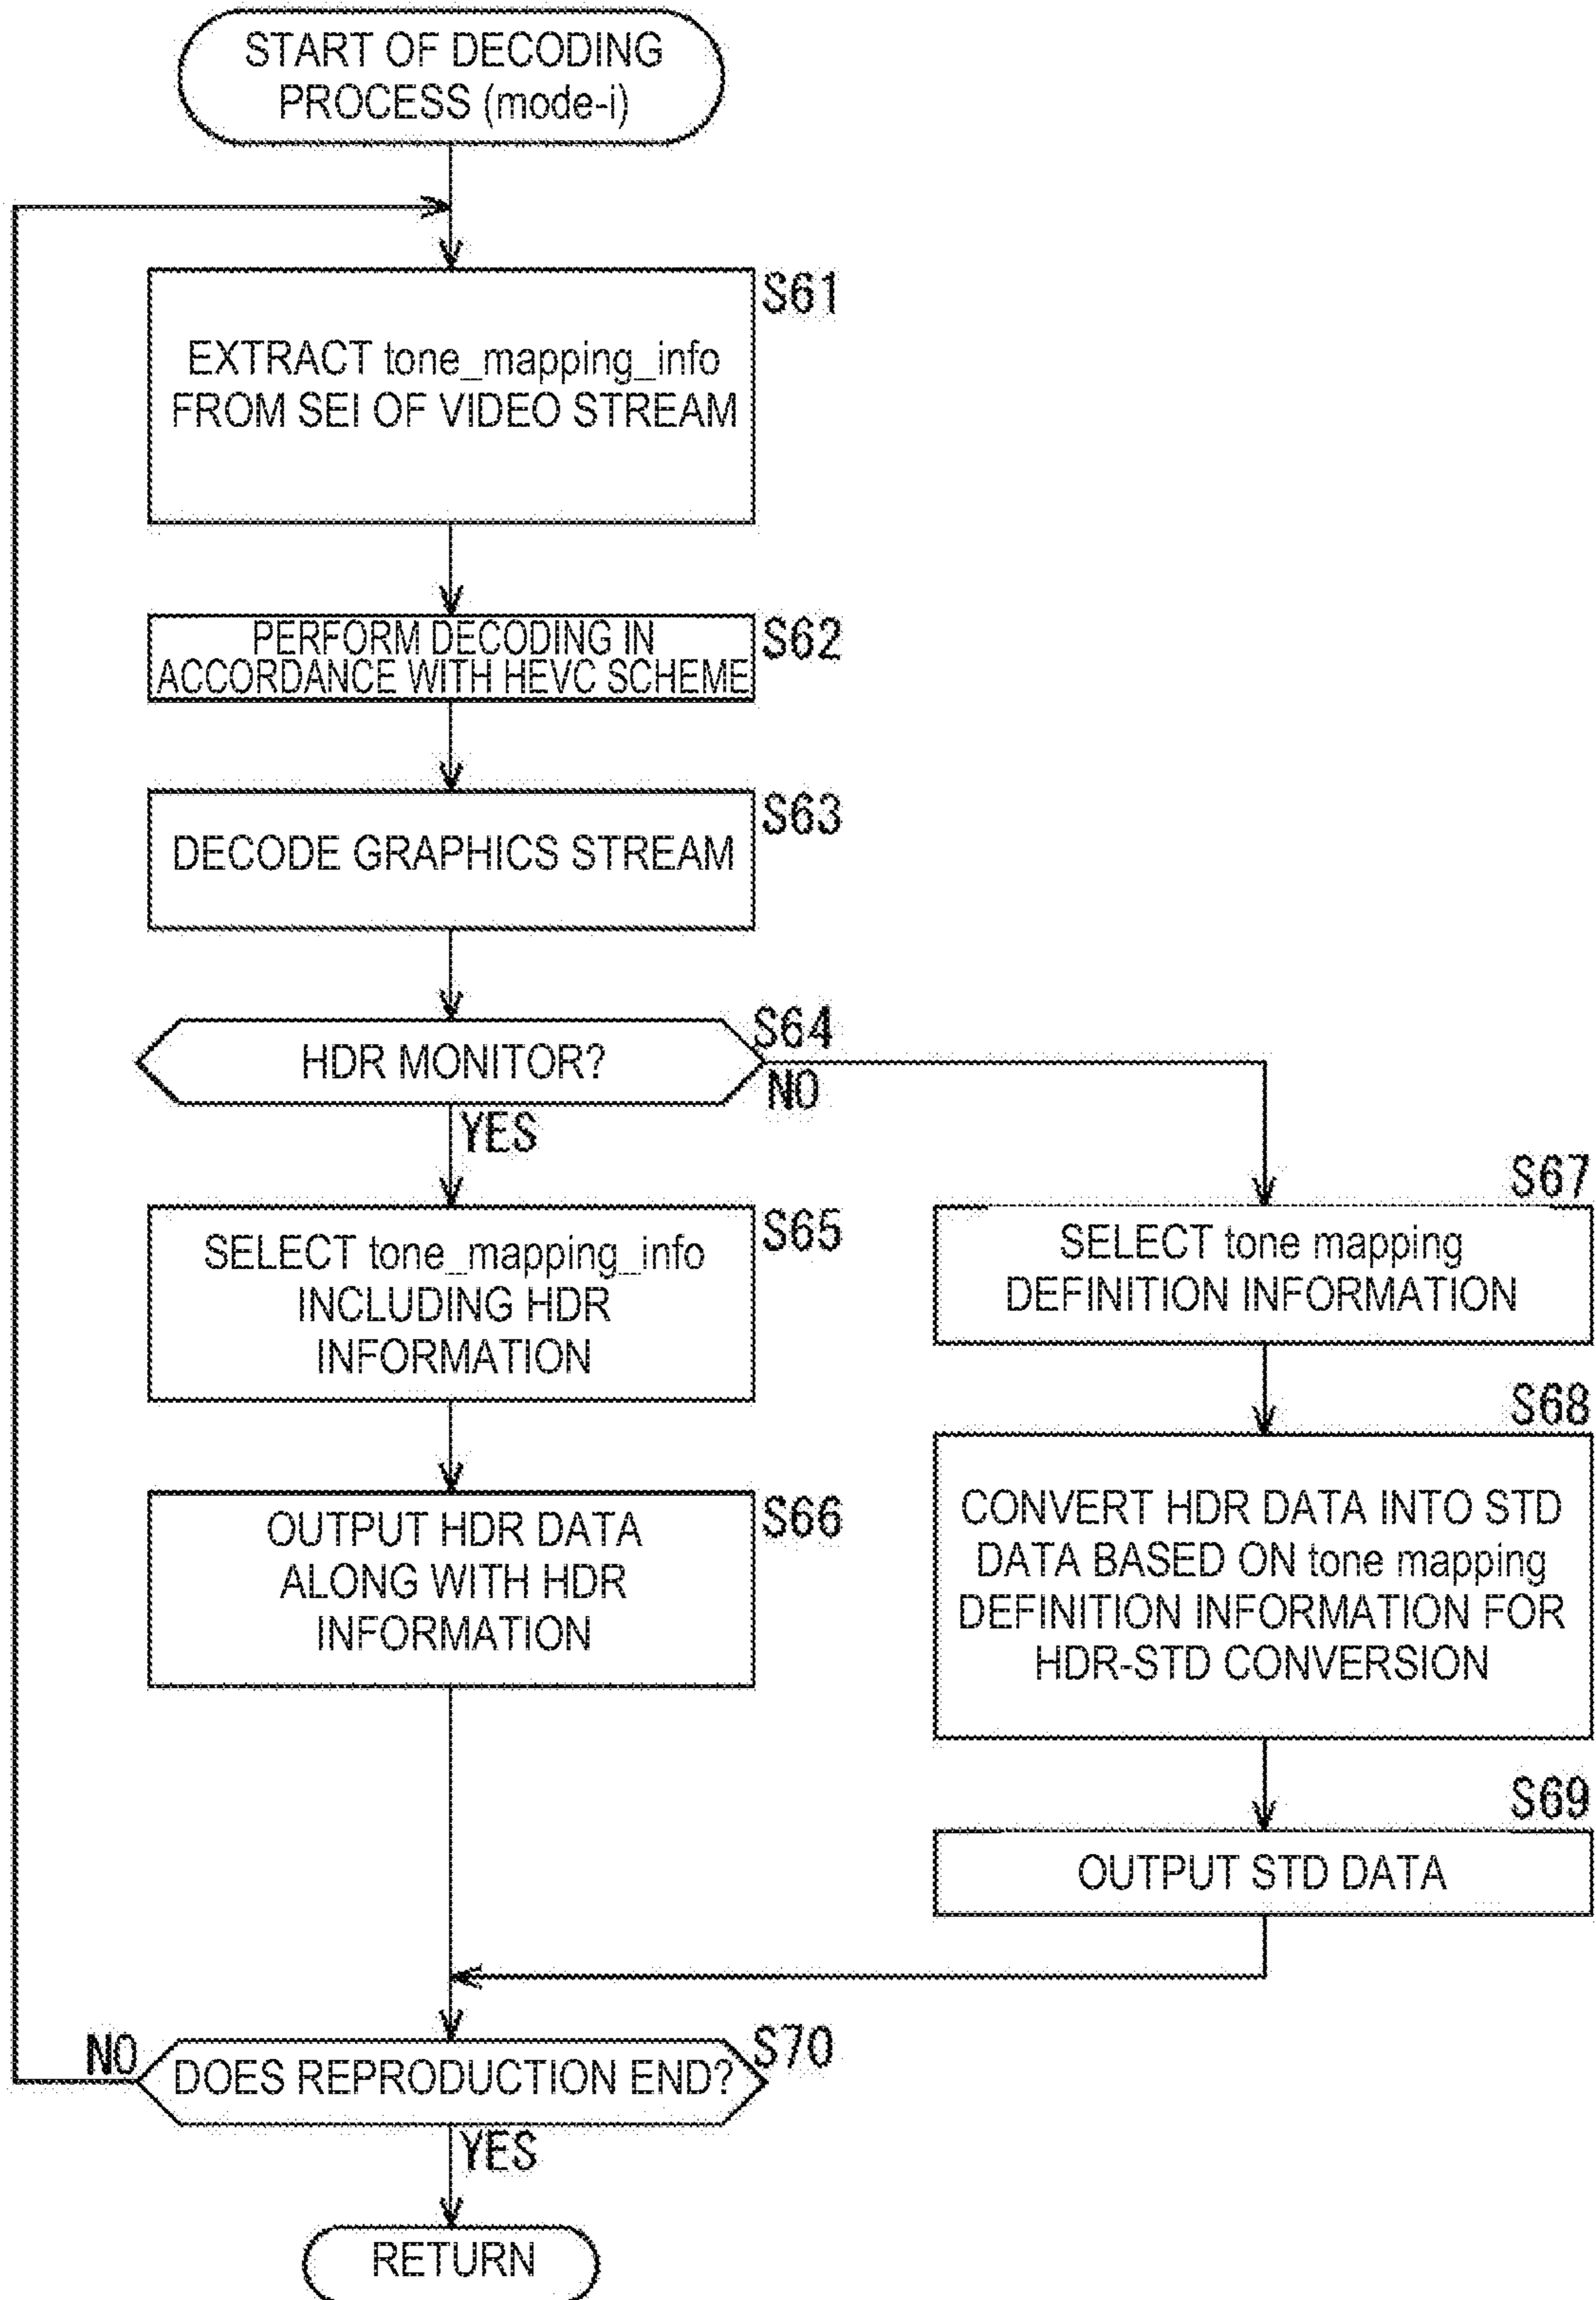 START OF DECODING
PROCESS (mode-i)
S61
EXTRACT tone_mapping_info
FROM SEI OF VIDEO STREAM
S62
PERFORM DECODING IN
ACCORDANCE WITH HEVC SCHEME
S63
DECODE GRAPHICS STREAM
S64
HDR MONITOR?
NO
YES
S65
SELECT tone_mapping_info
INCLUDING HDR
INFORMATION
S66
OUTPUT HDR DATA
ALONG WITH HDR
INFORMATION
S67
SELECT tone mapping
DEFINITION INFORMATION
S68
CONVERT HDR DATA INTO STD
DATA BASED ON tone mapping
DEFINITION INFORMATION FOR
HDR-STD CONVERSION
S69
OUTPUT STD DATA
NO
S70
DOES REPRODUCTION END?
YES
RETURN